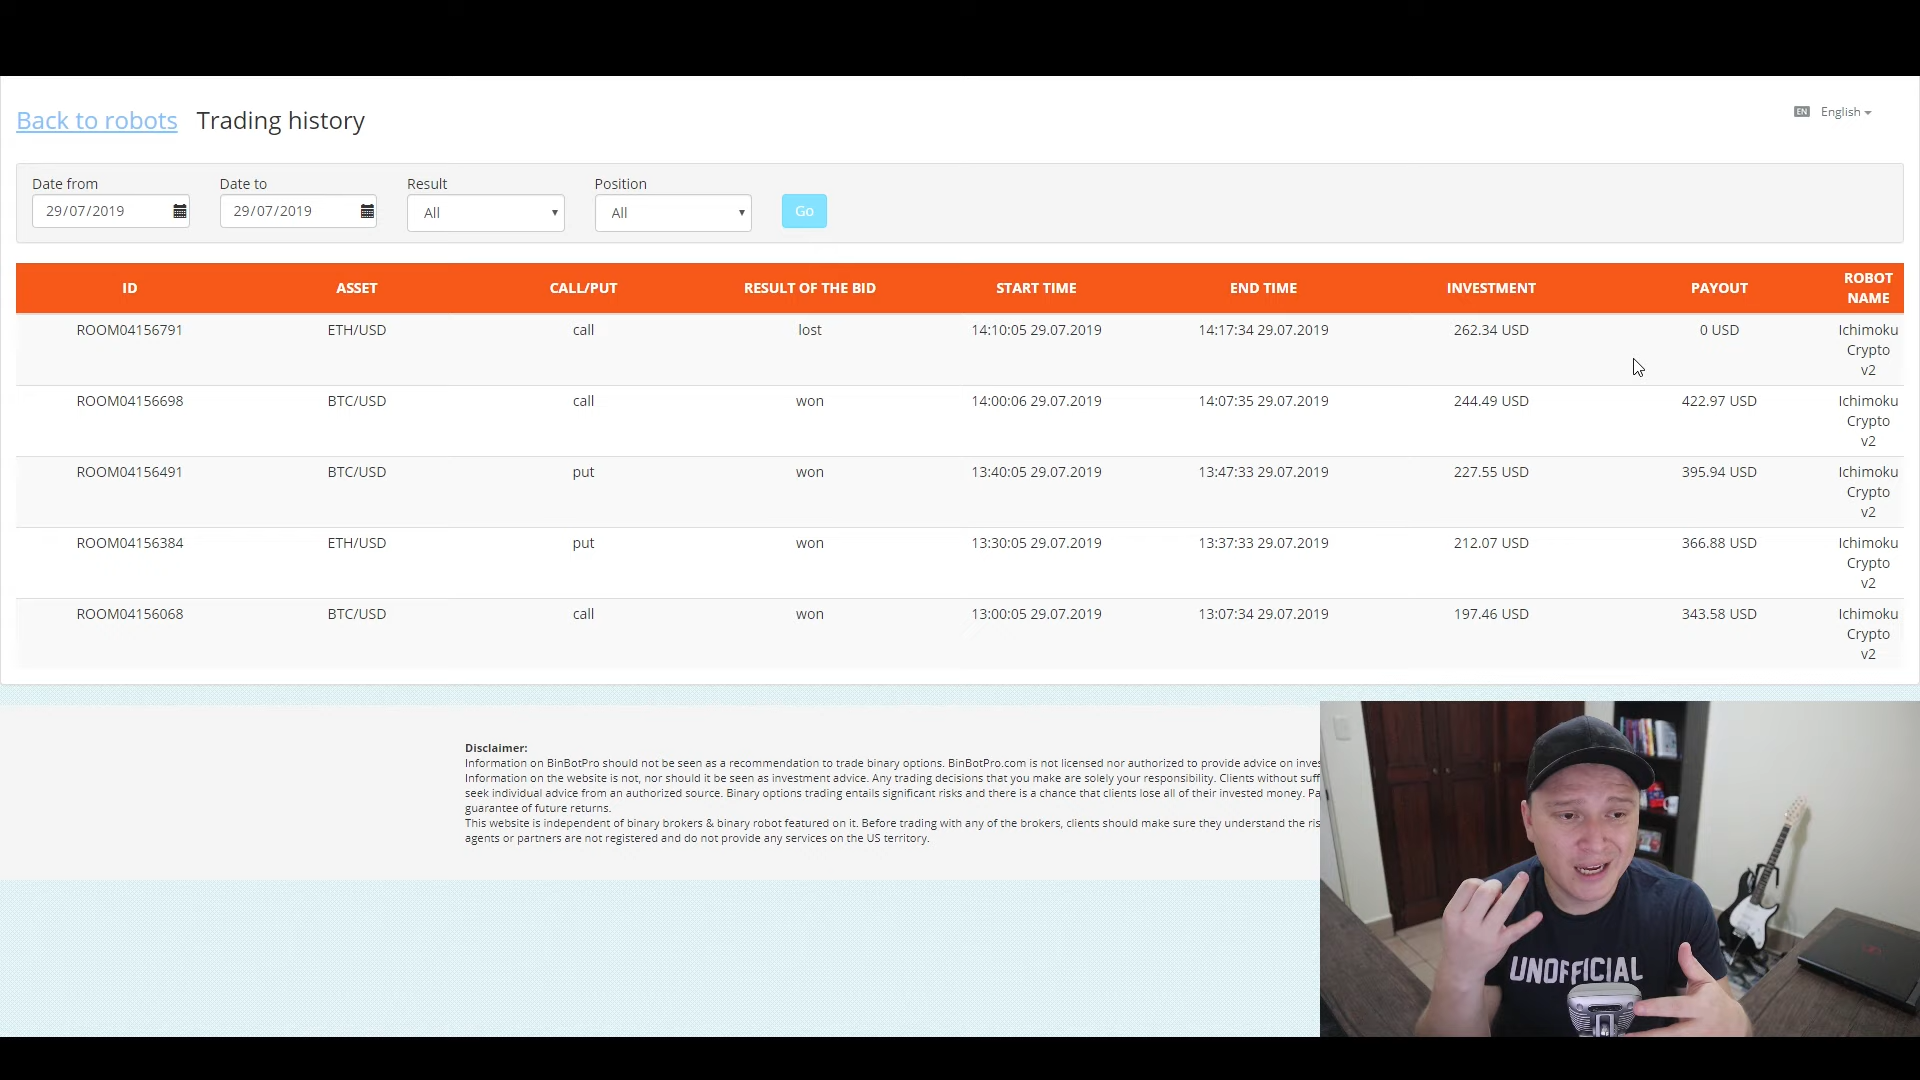 Back to robots Trading history
EN English
Date from Date to Result Position
29/07/2019 29/07/2019 All All Go
ID ASSET CALL/PUT RESULT OF THE BID START TIME END TIME INVESTMENT PAYOUT ROBOT NAME
ROOM04156791 ETH/USD call lost 14:10:05 29.07.2019 14:17:34 29.07.2019 262.34 USD 0 USD Ichimoku
Crypto
v2
ROOM04156698 BTC/USD call won 14:00:06 29.07.2019 14:07:35 29.07.2019 244.49 USD 422.97 USD Ichimoku
Crypto
v2
ROOM04156491 BTC/USD put won 13:40:05 29.07.2019 13:47:33 29.07.2019 227.55 USD 395.94 USD Ichimoku
Crypto
v2
ROOM04156384 ETH/USD put won 13:30:05 29.07.2019 13:37:33 29.07.2019 212.07 USD 366.88 USD Ichimoku
Crypto
v2
ROOM04156068 BTC/USD call won 13:00:05 29.07.2019 13:07:34 29.07.2019 197.46 USD 343.58 USD Ichimoku
Crypto
v2
Disclaimer:
Information on BinBotPro should not be seen as a recommendation to trade binary options. BinBotPro.com is not licensed nor authorized to provide advice on inves
Information on the website is not, nor should it be seen as investment advice. Any trading decisions that you make are solely your responsibility. Clients without suff
seek individual advice from an authorized source. Binary options trading entails significant risks and there is a chance that clients lose all of their invested money. Pa
guarantee of future returns.
This website is independent of binary brokers & binary robot featured on it. Before trading with any of the brokers, clients should make sure they understand the ris
agents or partners are not registered and do not provide any services on the US territory.
UNOFFICIAL